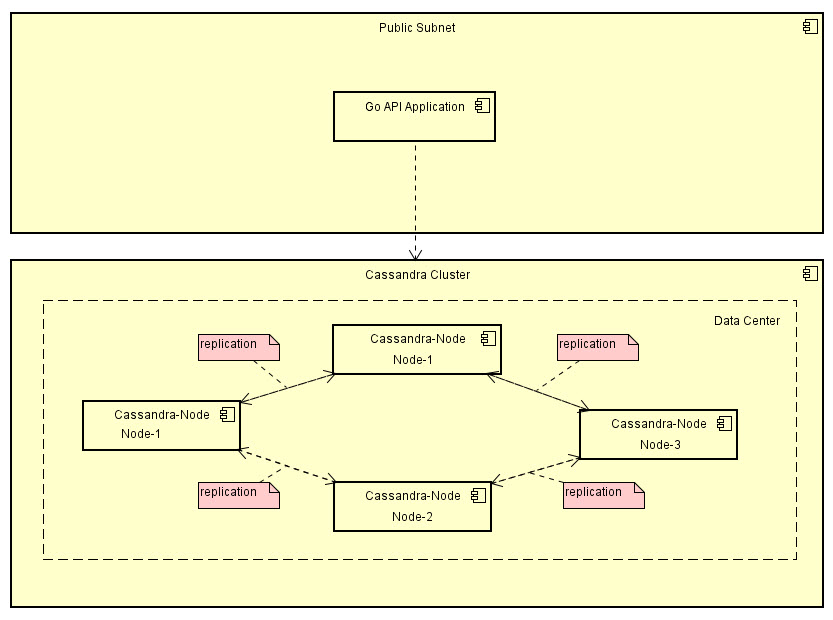 Public Subnet
Go API Application
Cassandra Cluster
Data Center
replication
Cassandra-Node
Node-1
replication
Cassandra-Node
Node-1
Cassandra-Node
Node-3
replication
Cassandra-Node
Node-2
replication